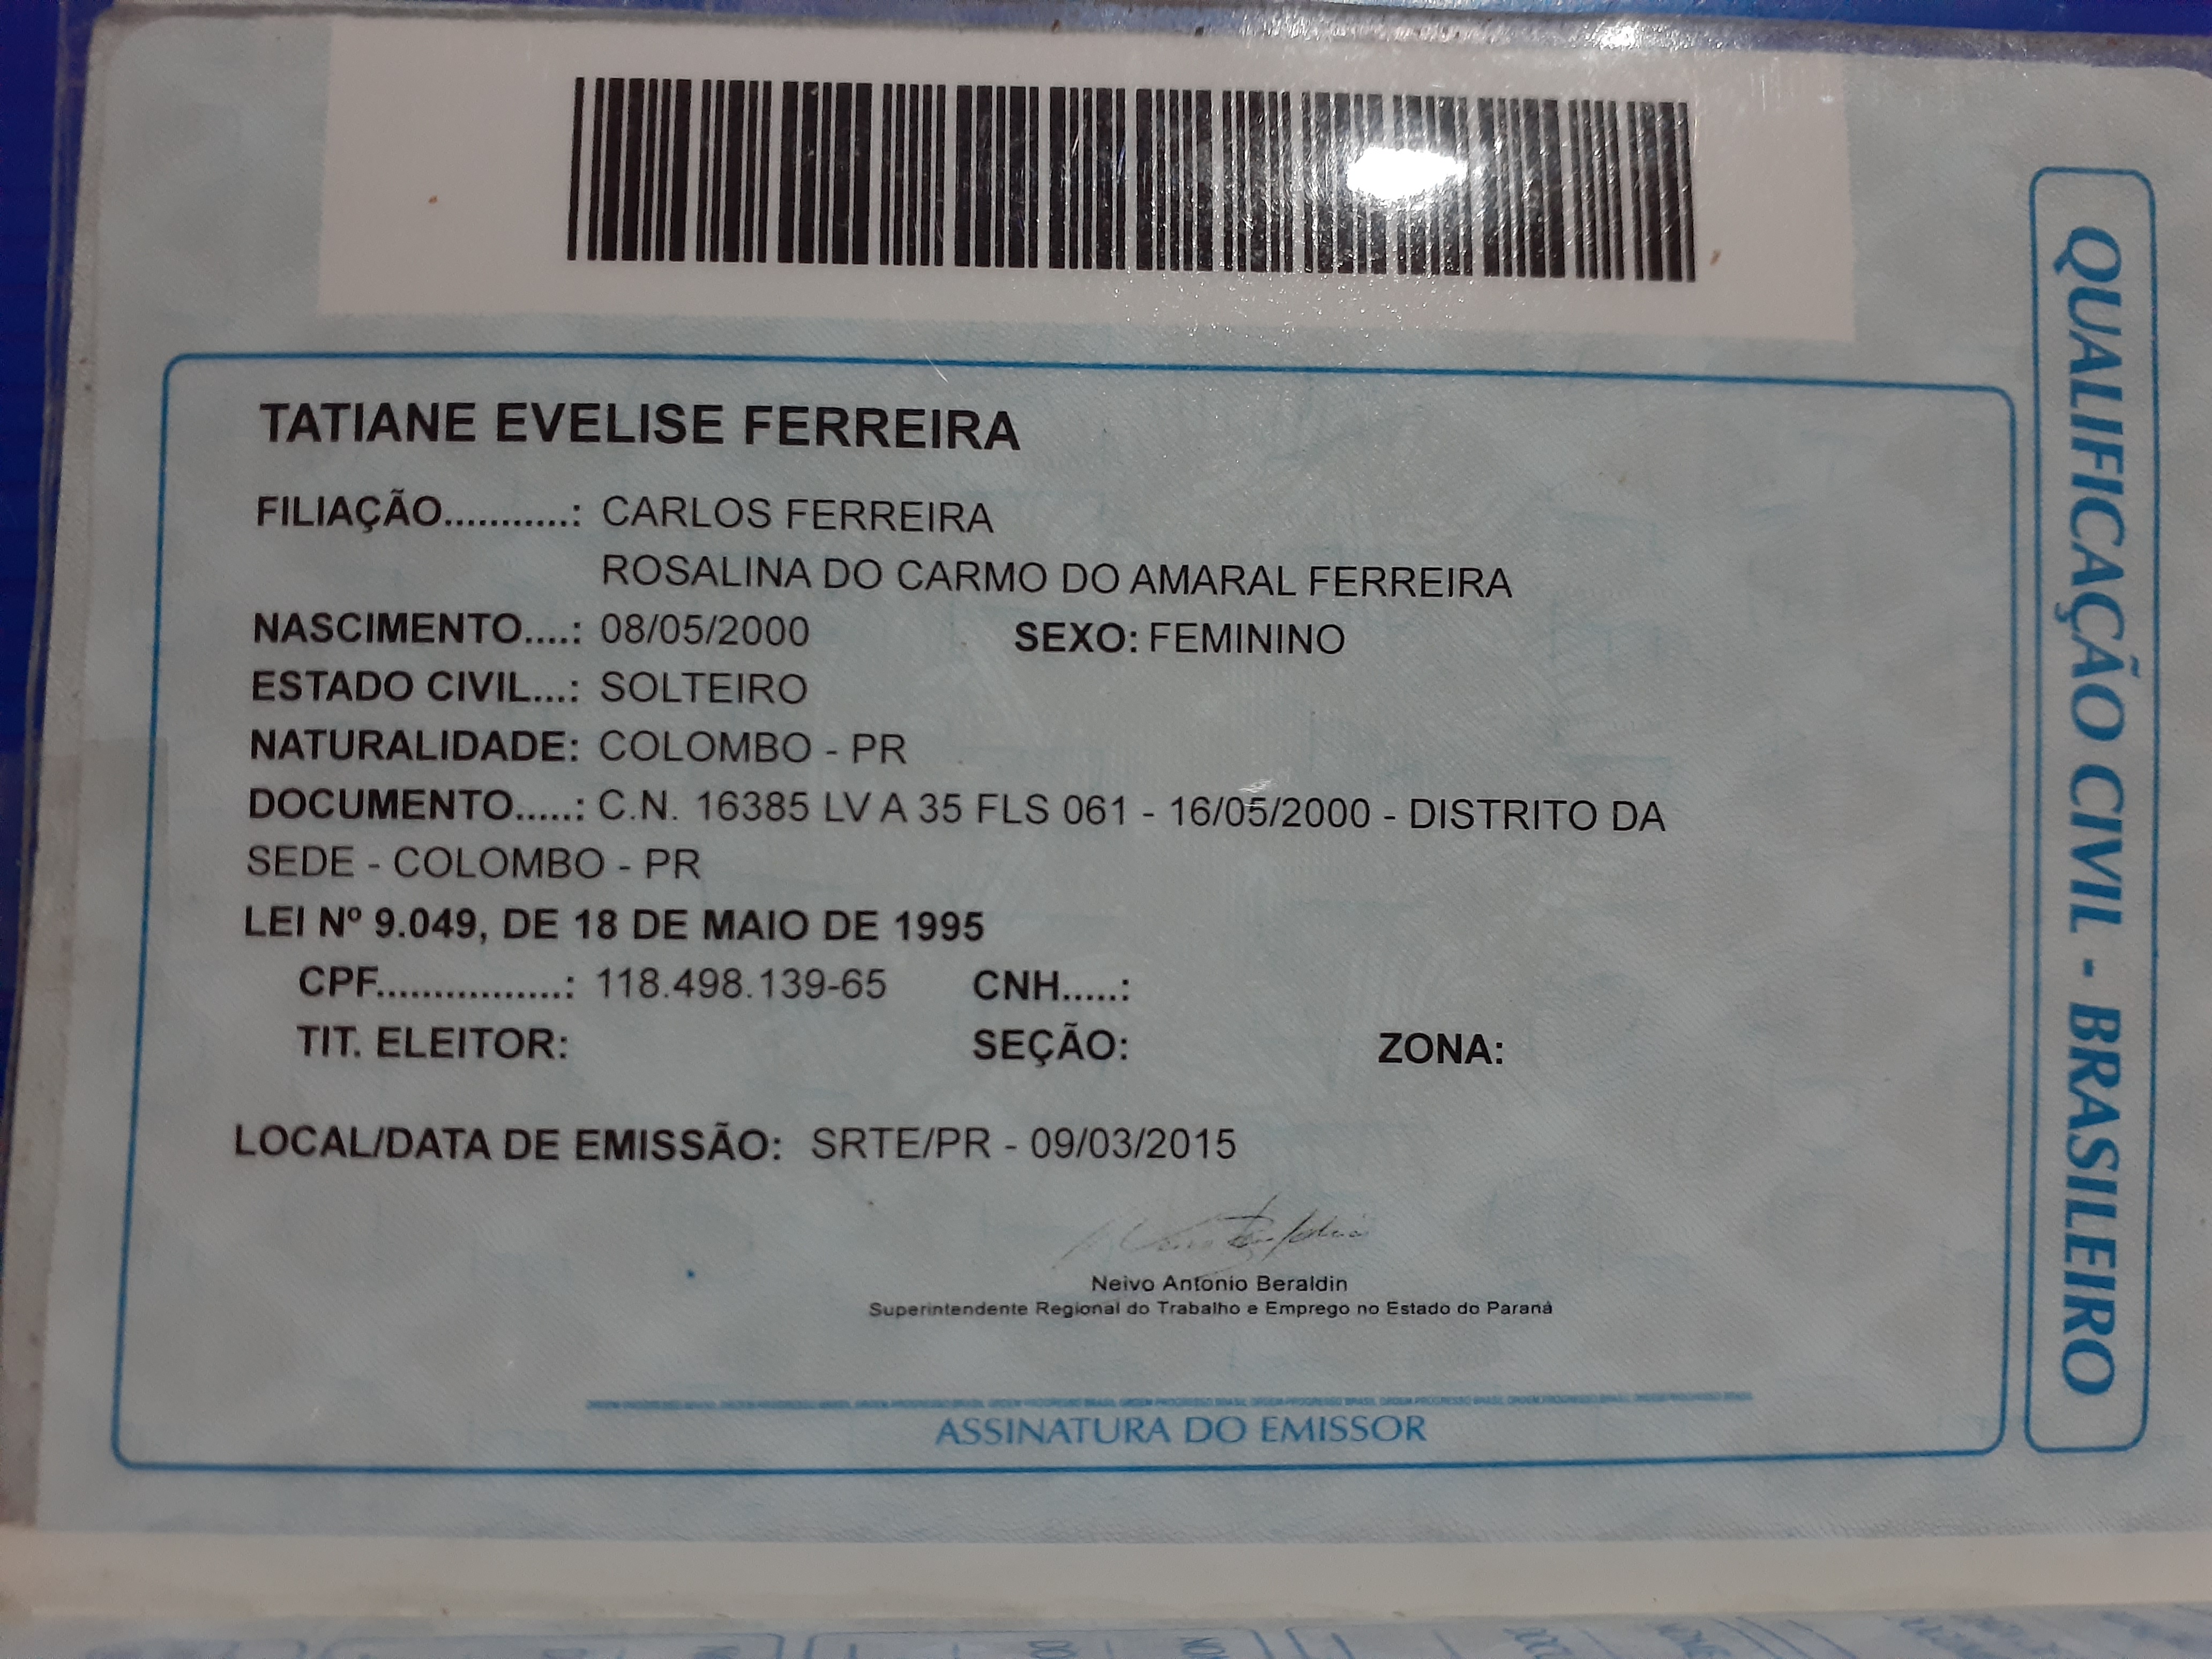 TATIANE EVELISE FERREIRA
FILIAÇÃO...........: CARLOS FERREIRA
ROSALINA DO CARMO DO AMARAL FERREIRA
NASCIMENTO....: 08/05/2000 SEXO: FEMININO
ESTADO CIVIL...: SOLTEIRO
NATURALIDADE: COLOMBO - PR
DOCUMENTO.....: C.N. 16385 LV A 35 FLS 061 - 16/05/2000 - DISTRITO DA
SEDE - COLOMBO - PR
LEI Nº 9.049, DE 18 DE MAIO DE 1995
CPF.................: 118.498.139-65 CNH.....:
TIT. ELEITOR: SEÇÃO: ZONA:
LOCAL/DATA DE EMISSÃO: SRTE/PR - 09/03/2015
Neivo Antonio Beraldin
Superintendente Regional do Trabalho e Emprego no Estado do Paraná
ASSINATURA DO EMISSOR
QUALIFICAÇÃO CIVIL - BRASILEIRO